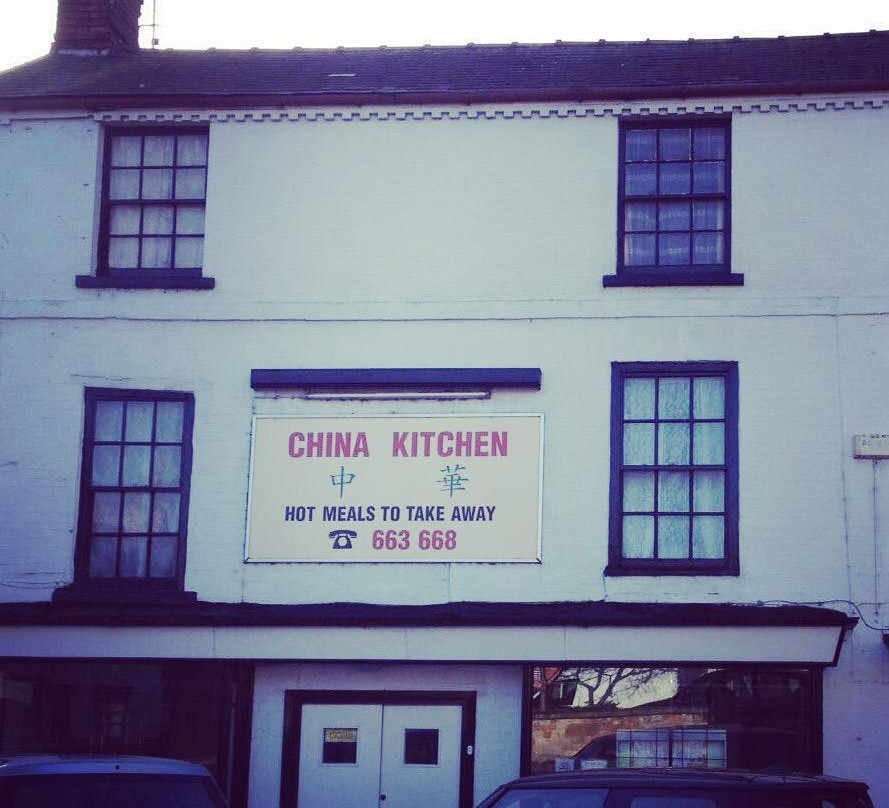 CHINA KITCHEN
中 華
HOT MEALS TO TAKE AWAY
☎ 663 668